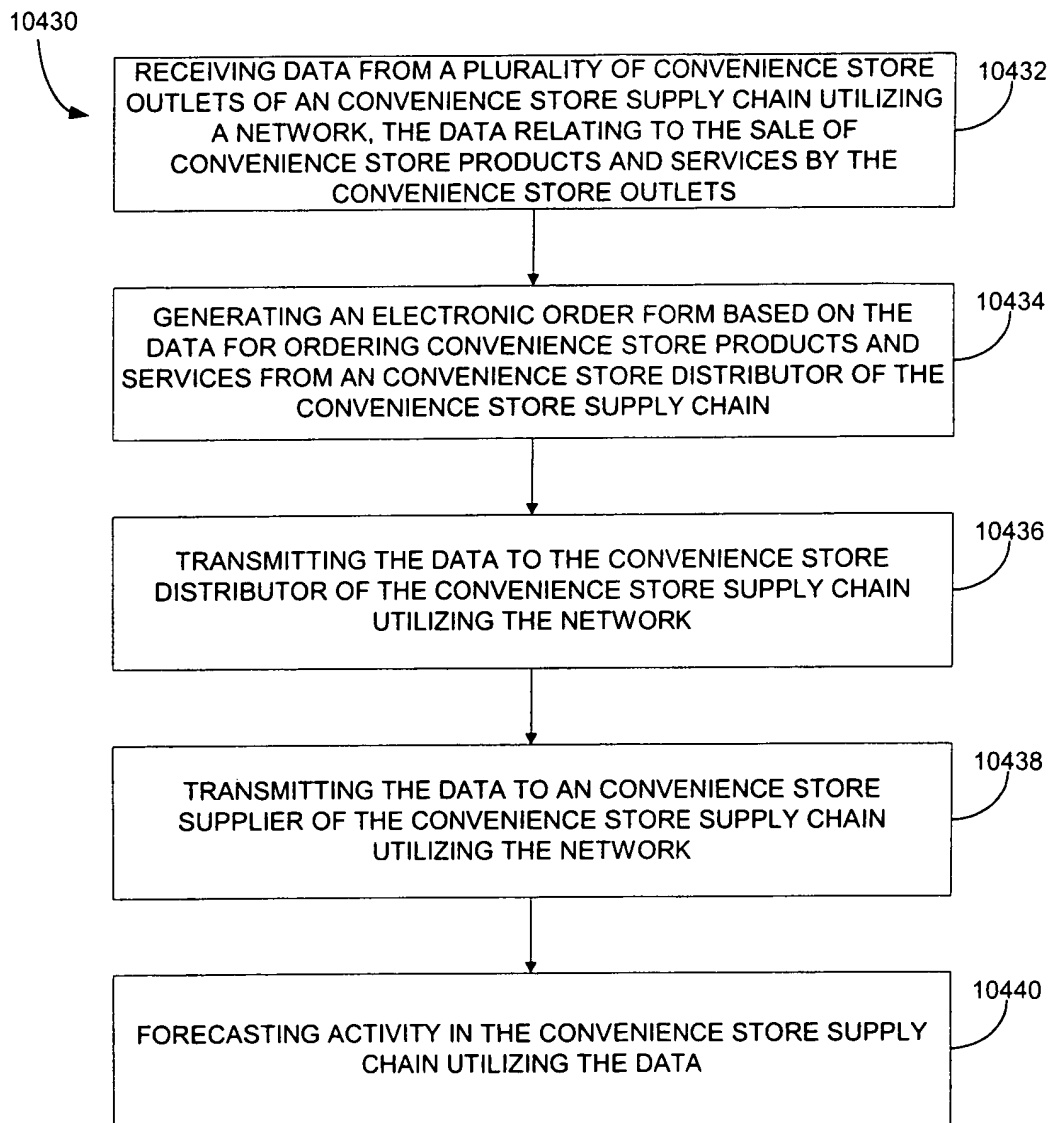 10430
RECEIVING DATA FROM A PLURALITY OF CONVENIENCE STORE
OUTLETS OF AN CONVENIENCE STORE SUPPLY CHAIN UTILIZING
A NETWORK, THE DATA RELATING TO THE SALE OF
CONVENIENCE STORE PRODUCTS AND SERVICES BY THE
CONVENIENCE STORE OUTLETS
10432
GENERATING AN ELECTRONIC ORDER FORM BASED ON THE
DATA FOR ORDERING CONVENIENCE STORE PRODUCTS AND
SERVICES FROM AN CONVENIENCE STORE DISTRIBUTOR OF THE
CONVENIENCE STORE SUPPLY CHAIN
10434
TRANSMITTING THE DATA TO THE CONVENIENCE STORE
DISTRIBUTOR OF THE CONVENIENCE STORE SUPPLY CHAIN
UTILIZING THE NETWORK
10436
TRANSMITTING THE DATA TO AN CONVENIENCE STORE
SUPPLIER OF THE CONVENIENCE STORE SUPPLY CHAIN
UTILIZING THE NETWORK
10438
FORECASTING ACTIVITY IN THE CONVENIENCE STORE SUPPLY
CHAIN UTILIZING THE DATA
10440